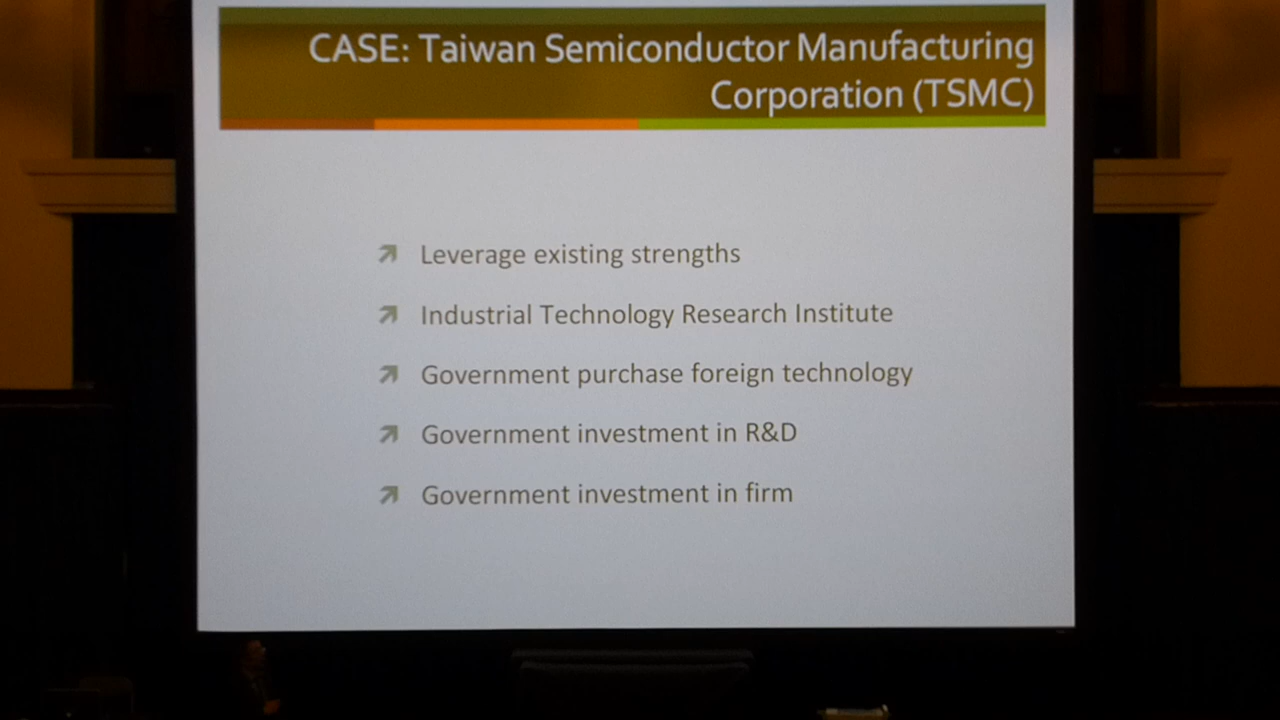 CASE: Taiwan Semiconductor Manufacturing
Corporation (TSMC)
Leverage existing strengths
Industrial Technology Research Institute
Government purchase foreign technology
Government investment in R&D
Government investment in firm